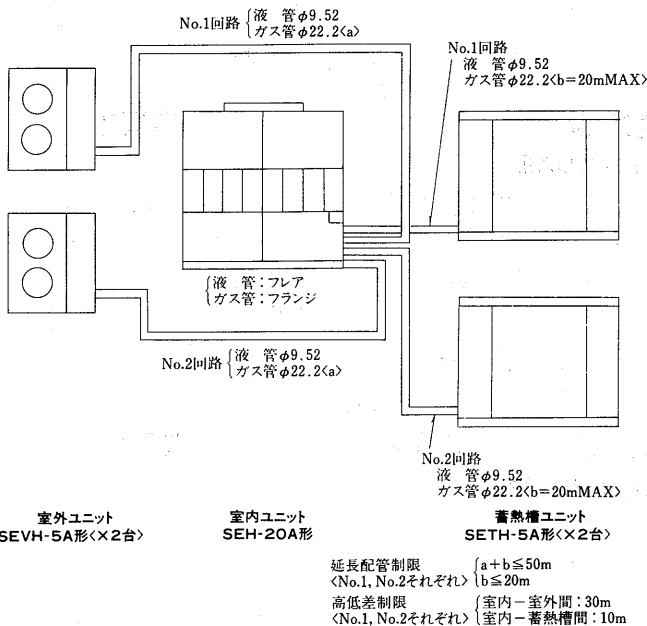 No.1回路 {液　管φ9.52
ガス管φ22.2<a>
No.1回路
液　管φ9.52
ガス管φ22.2<b=20mMAX>
{液　管：フレア
ガス管：フランジ
No.2回路 {液　管φ9.52
ガス管φ22.2<a>
No.2回路
液　管φ9.52
ガス管φ22.2<b=20mMAX>
室外ユニット
SEVH-5A形<×2台>
室内ユニット
SEH-20A形
蓄熱槽ユニット
SETH-5A形<×2台>
延長配管制限 {a+b≦50m
<No.1, No.2それぞれ> b≦20m
高低差制限 {室内－室外間：30m
<No.1, No.2それぞれ> 室内－蓄熱槽間：10m